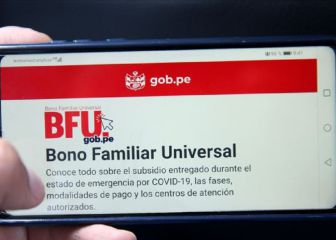 gob.pe
Bono Familiar Universal
BFU.
gob.pe
Bono Familiar Universal
Conoce todo sobre el subsidio entregado durante el
estado de emergencia por COVID-19, las fases,
modalidades de pago y los centros de atención
autorizados.